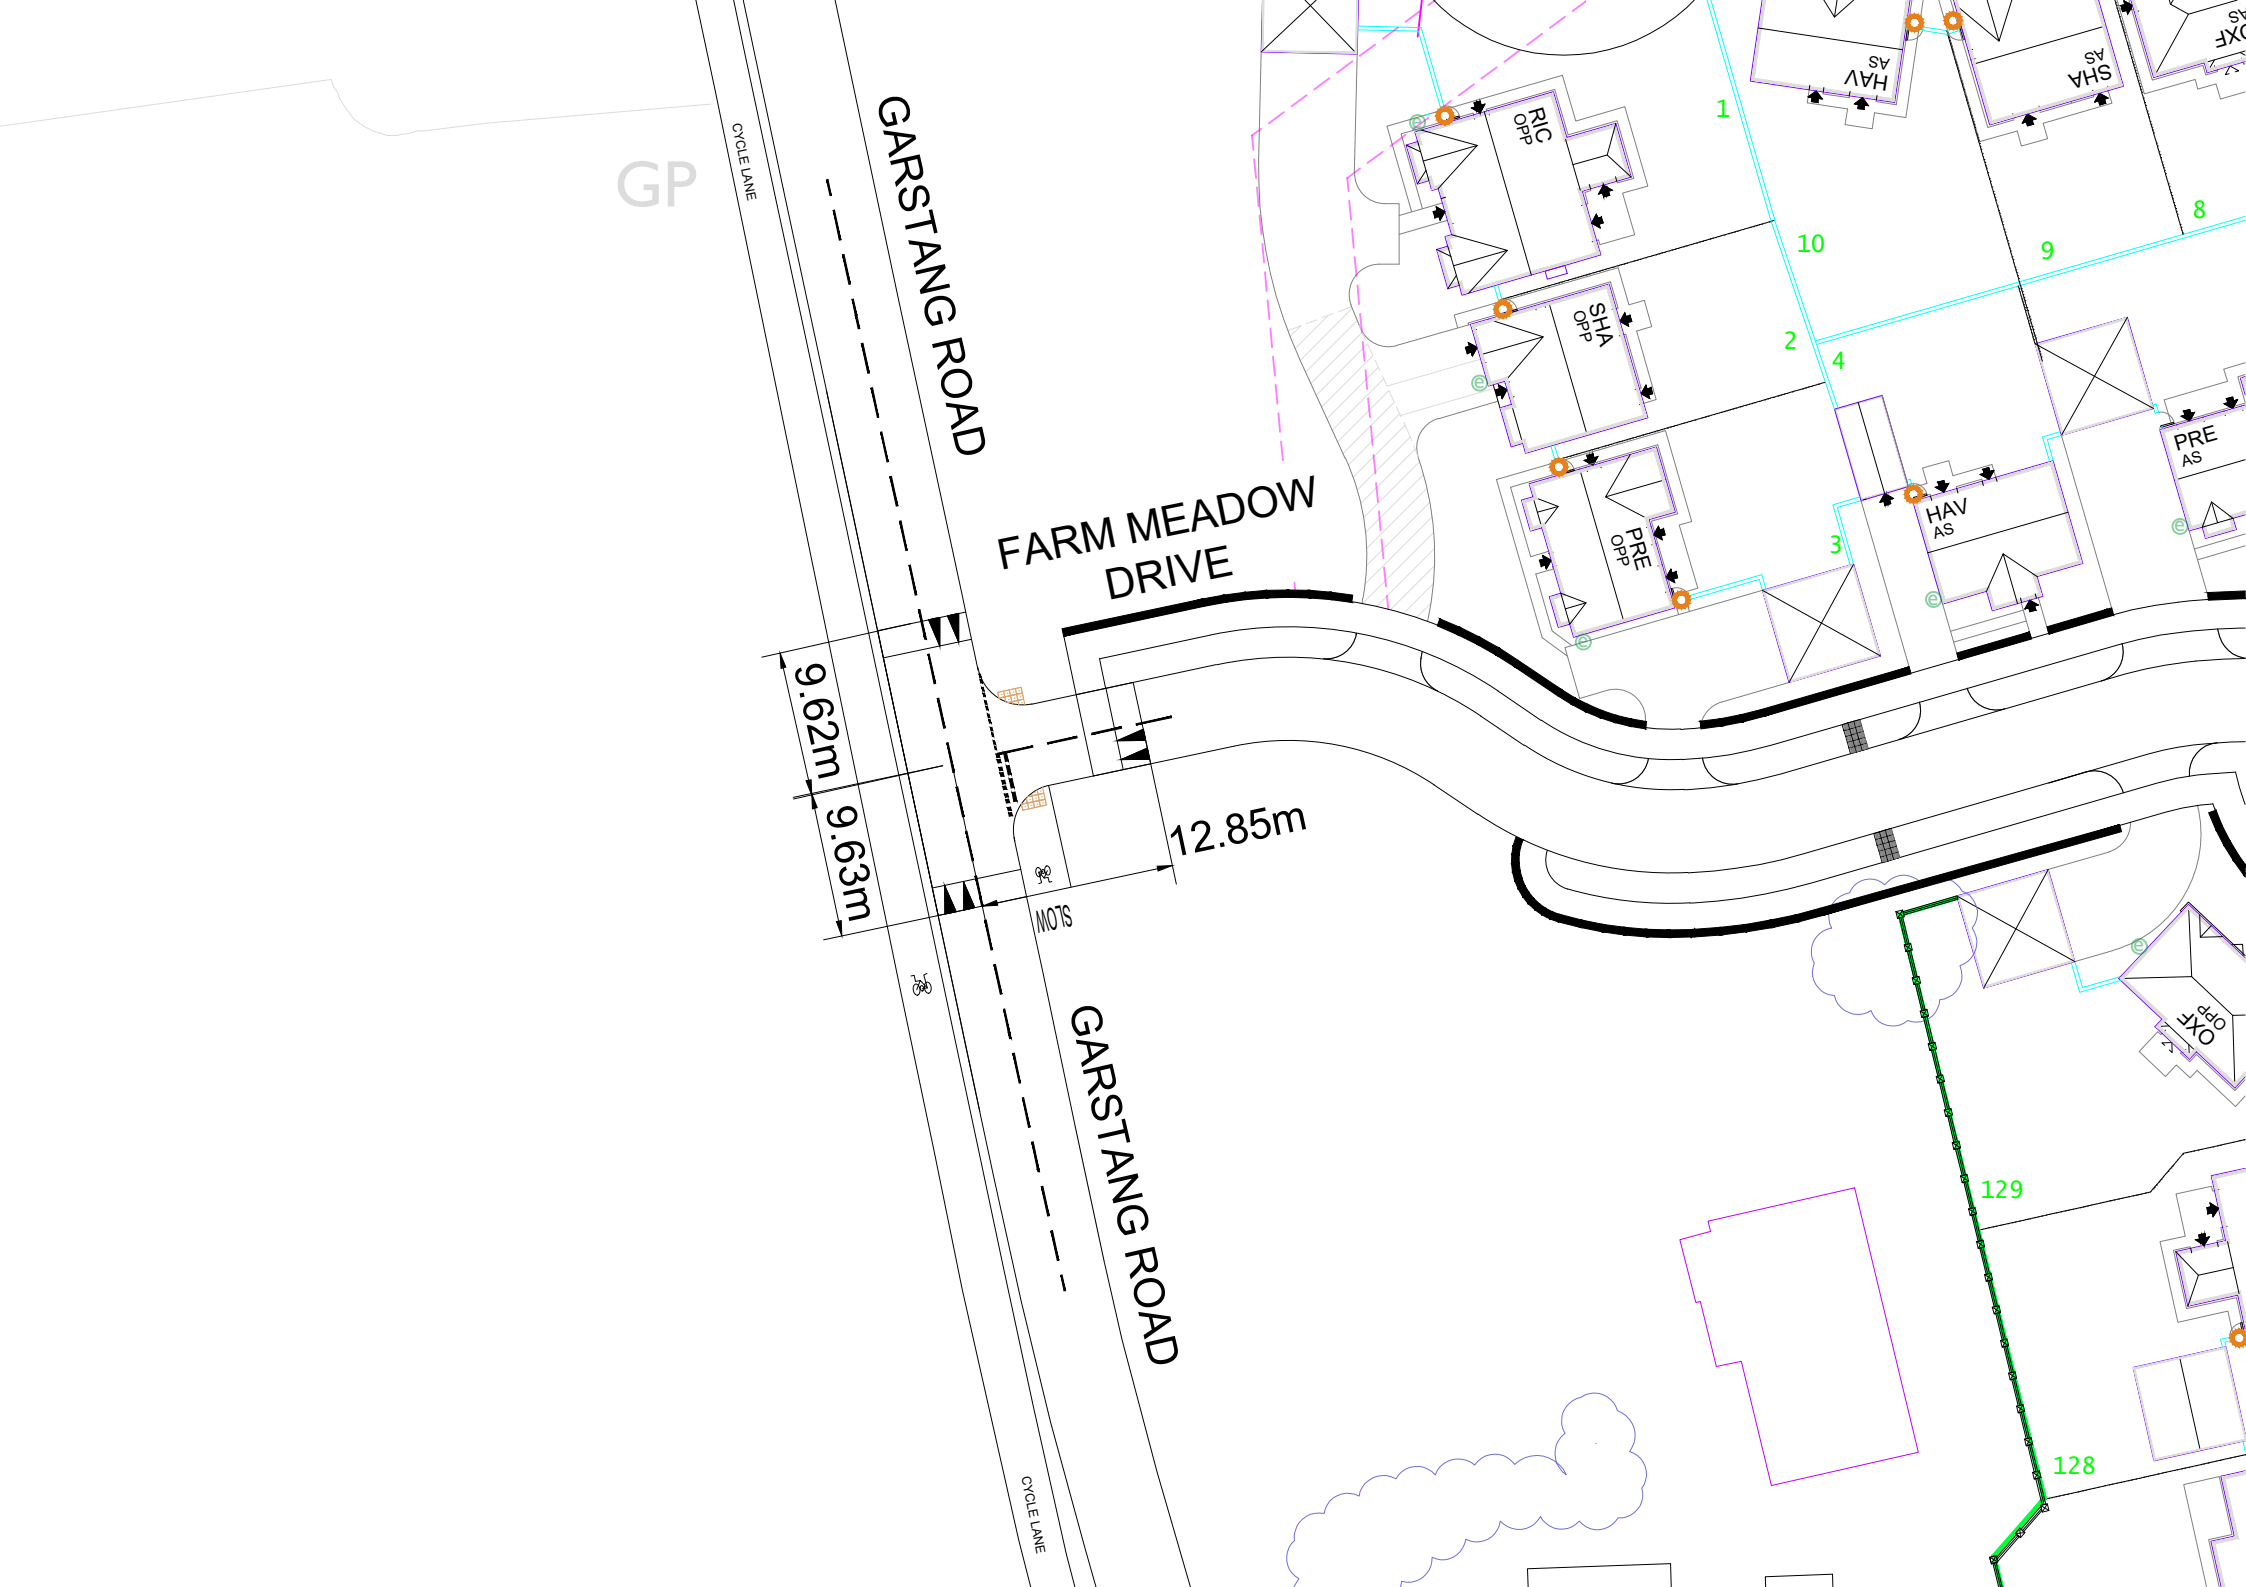 HAV
AS
SHA
AS
OXF
AS
CYCLE LANE
GARSTANG ROAD
GP
RIC
OPP
1
10
9
8
SHA
OPP
2
4
PRE
AS
HAV
AS
3
PRE
OPP
FARM MEADOW
DRIVE
9.62m
9.63m
12.85m
SLOW
GARSTANG ROAD
OXF
OPP
129
128
CYCLE LANE
e
e
e
e
e
e